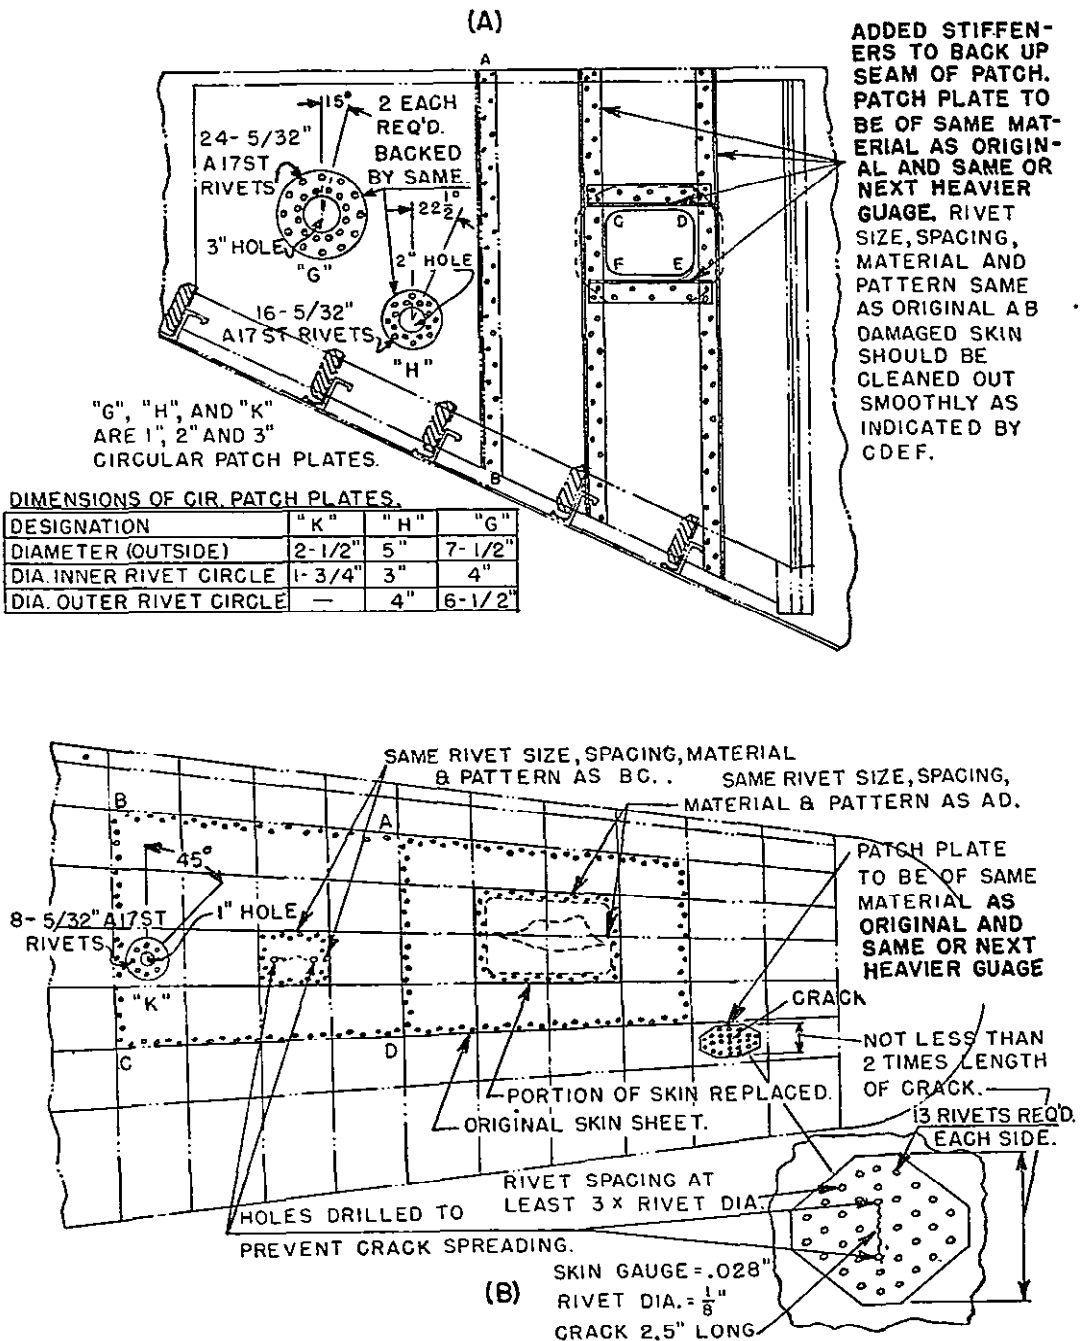 (A)
ADDED STIFFEN-
ERS TO BACK UP
SEAM OF PATCH.
PATCH PLATE TO
BE OF SAME MAT-
ERIAL AS ORIGIN-
AL AND SAME OR
NEXT HEAVIER
GUAGE. RIVET
SIZE, SPACING,
MATERIAL AND
PATTERN SAME
AS ORIGINAL AB
DAMAGED SKIN
SHOULD BE
CLEANED OUT
SMOOTHLY AS
INDICATED BY
CDEF.
A
15°
2 EACH
REQ'D.
BACKED
BY SAME
24- 5/32"
A17ST
RIVETS
22 1/2°
3" HOLE
"G"
2" HOLE
16- 5/32"
A17ST RIVETS
"H"
C D
F E
B
"G", "H", AND "K"
ARE 1", 2" AND 3"
CIRCULAR PATCH PLATES.
DIMENSIONS OF CIR. PATCH PLATES.
DESIGNATION "K" "H" "G"
DIAMETER (OUTSIDE) 2-1/2" 5" 7-1/2"
DIA. INNER RIVET CIRCLE 1-3/4" 3" 4"
DIA. OUTER RIVET CIRCLE — 4" 6-1/2"
SAME RIVET SIZE, SPACING, MATERIAL
& PATTERN AS BC..
SAME RIVET SIZE, SPACING,
MATERIAL & PATTERN AS AD.
B
A
45°
PATCH PLATE
TO BE OF SAME
MATERIAL AS
ORIGINAL AND
SAME OR NEXT
HEAVIER GUAGE
8- 5/32" A17ST
RIVETS
1" HOLE
"K"
C
D
CRACK
NOT LESS THAN
2 TIMES LENGTH
OF CRACK.
PORTION OF SKIN REPLACED.
ORIGINAL SKIN SHEET.
13 RIVETS REQ'D.
EACH SIDE.
RIVET SPACING AT
LEAST 3 X RIVET DIA.
HOLES DRILLED TO
PREVENT CRACK SPREADING.
(B)
SKIN GAUGE = .028"
RIVET DIA. = 1/8"
CRACK 2.5" LONG